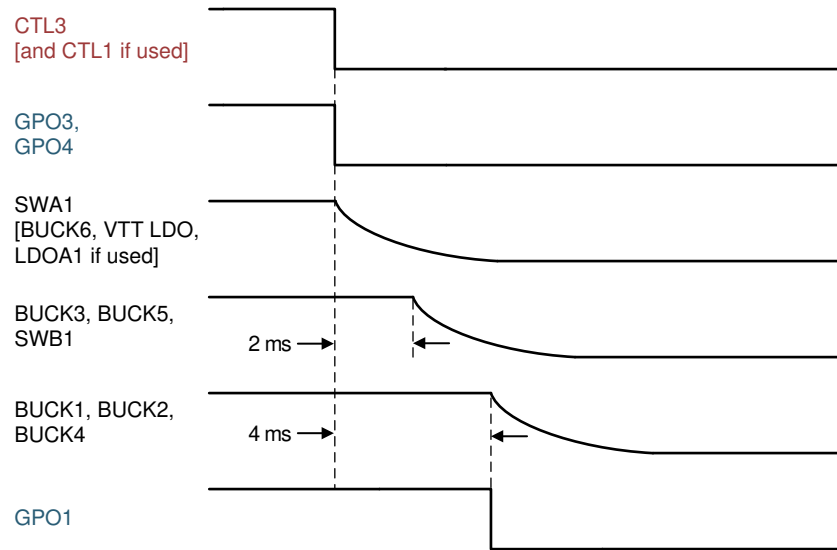 CTL3
[and CTL1 if used]
GPO3,
GPO4
SWA1
[BUCK6, VTT LDO,
LDOA1 if used]
BUCK3, BUCK5,
SWB1
2 ms
BUCK1, BUCK2,
BUCK4
4 ms
GPO1